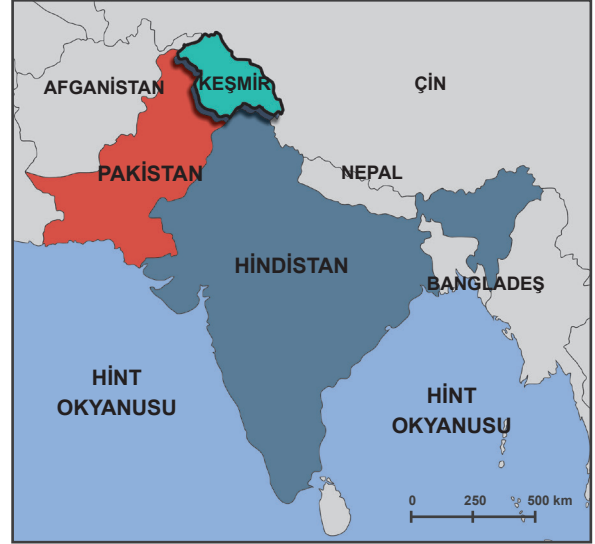 AFGANİSTAN
KEŞMİR
ÇİN
PAKİSTAN
NEPAL
HİNDİSTAN
BANGLADEŞ
HİNT
OKYANUSU
HİNT
OKYANUSU
0 250 500 km